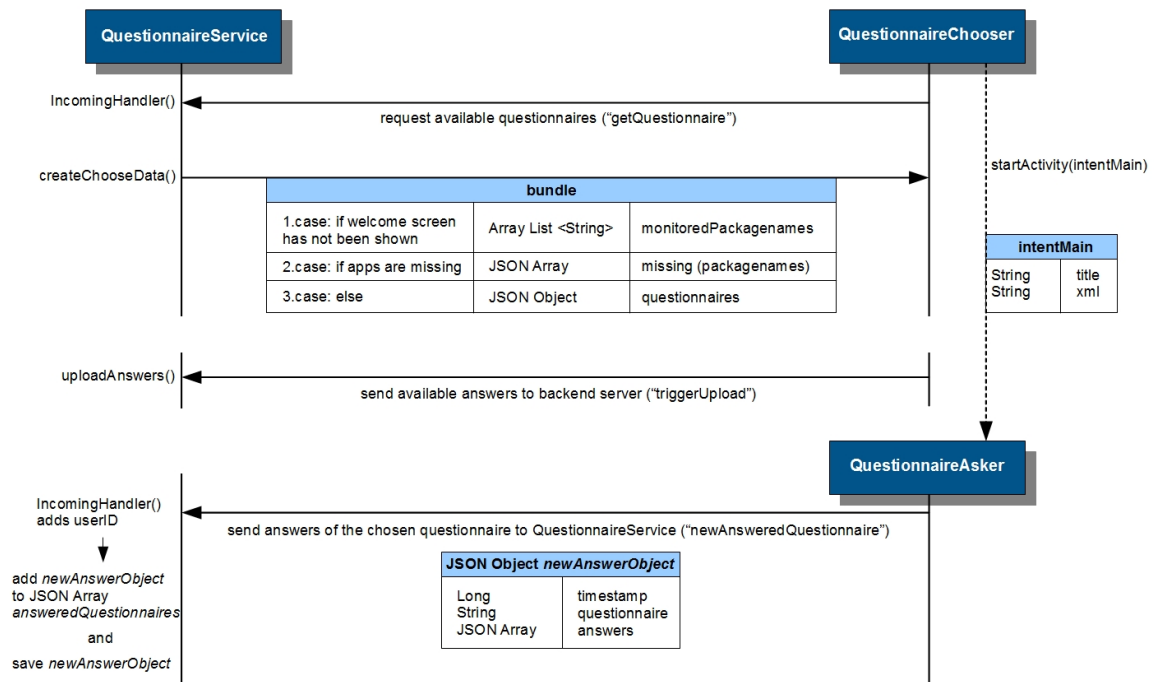 QuestionnaireService
QuestionnaireChooser
IncomingHandler()
request available questionnaires (“getQuestionnaire”)
createChooseData()
startActivity(intentMain)
bundle
1.case: if welcome screen
has not been shown
Array List <String>
monitoredPackagenames
2.case: if apps are missing
JSON Array
missing (packagenames)
3.case: else
JSON Object
questionnaires
intentMain
String title
String xml
uploadAnswers()
send available answers to backend server (“triggerUpload”)
QuestionnaireAsker
IncomingHandler()
adds userID
send answers of the chosen questionnaire to QuestionnaireService (“newAnsweredQuestionnaire”)
add newAnswerObject
to JSON Array
answeredQuestionnaires
and
save newAnswerObject
JSON Object newAnswerObject
Long timestamp
String questionnaire
JSON Array answers